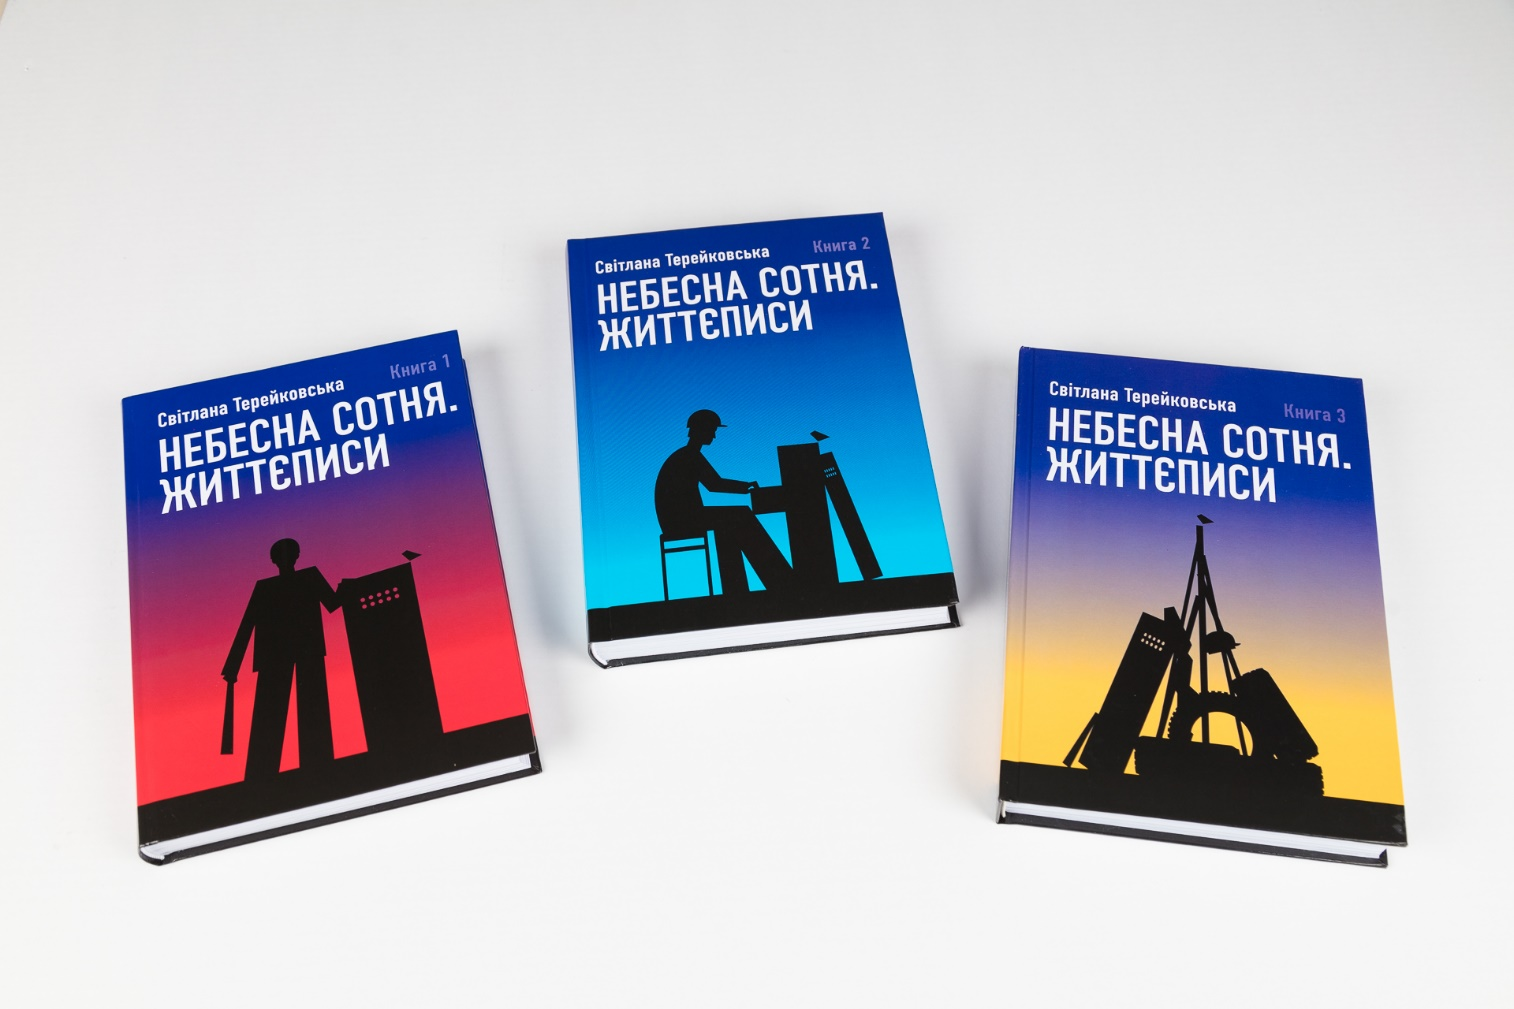 Світлана Терейковська
Книга 1
НЕБЕСНА СОТНЯ.
ЖИТТЄПИСИ
Світлана Терейковська
Книга 2
НЕБЕСНА СОТНЯ.
ЖИТТЄПИСИ
Світлана Терейковська
Книга 3
НЕБЕСНА СОТНЯ.
ЖИТТЄПИСИ